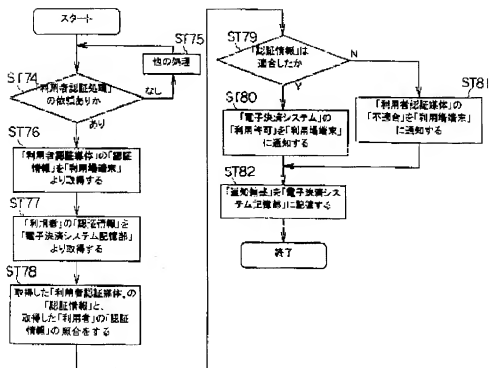 スタート
ST75
他の処理
ST74
「利用者認証処理」
の依頼ありか
なし
あり
ST76
「利用者認証媒体」の「認証
情報」を「利用場端末」
より取得する
ST77
「利用者」の「認証情報」を
「電子決済システム記憶部」
より取得する
ST78
取得した「利用者認証媒体」の
「認証情報」と、
取得した「利用者」の「認証
情報」の照合をする
ST79
「認証情報」は
適合したか
N
Y
ST80
「電子決済システム」の
「利用許可」を「利用場端末」
に通知する
ST81
「利用者認証媒体」の
「不適合」を「利用場端末」
に通知する
ST82
「電子決済シス
テム記憶部」に記憶する
終了